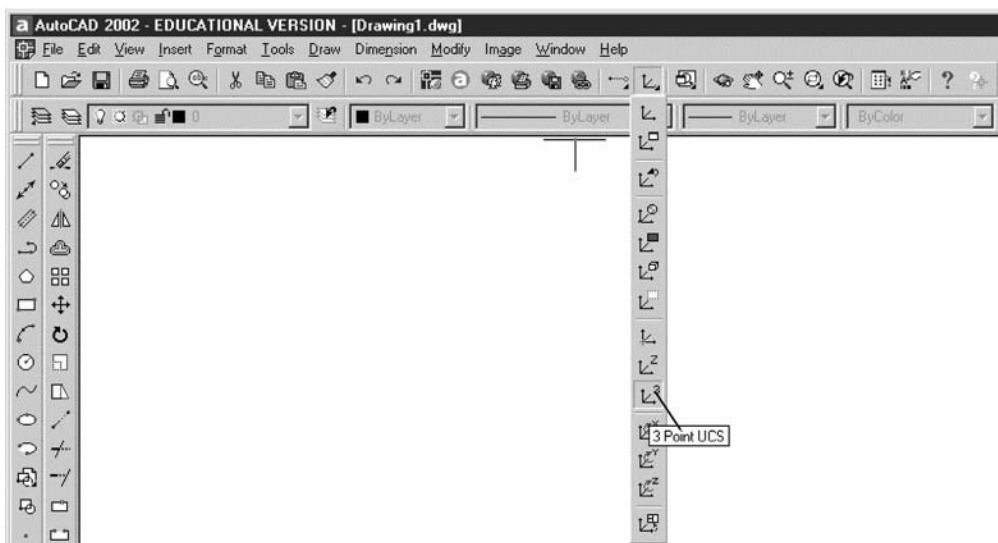 AutoCAD 2002 - EDUCATIONAL VERSION - [Drawing1.dwg]
File Edit View Insert Format Tools Draw Dimension Modify Image Window Help
0 ByLayer ByLayer ByLayer ByColor
Z
3
3 Point UCS
X
Y
Z